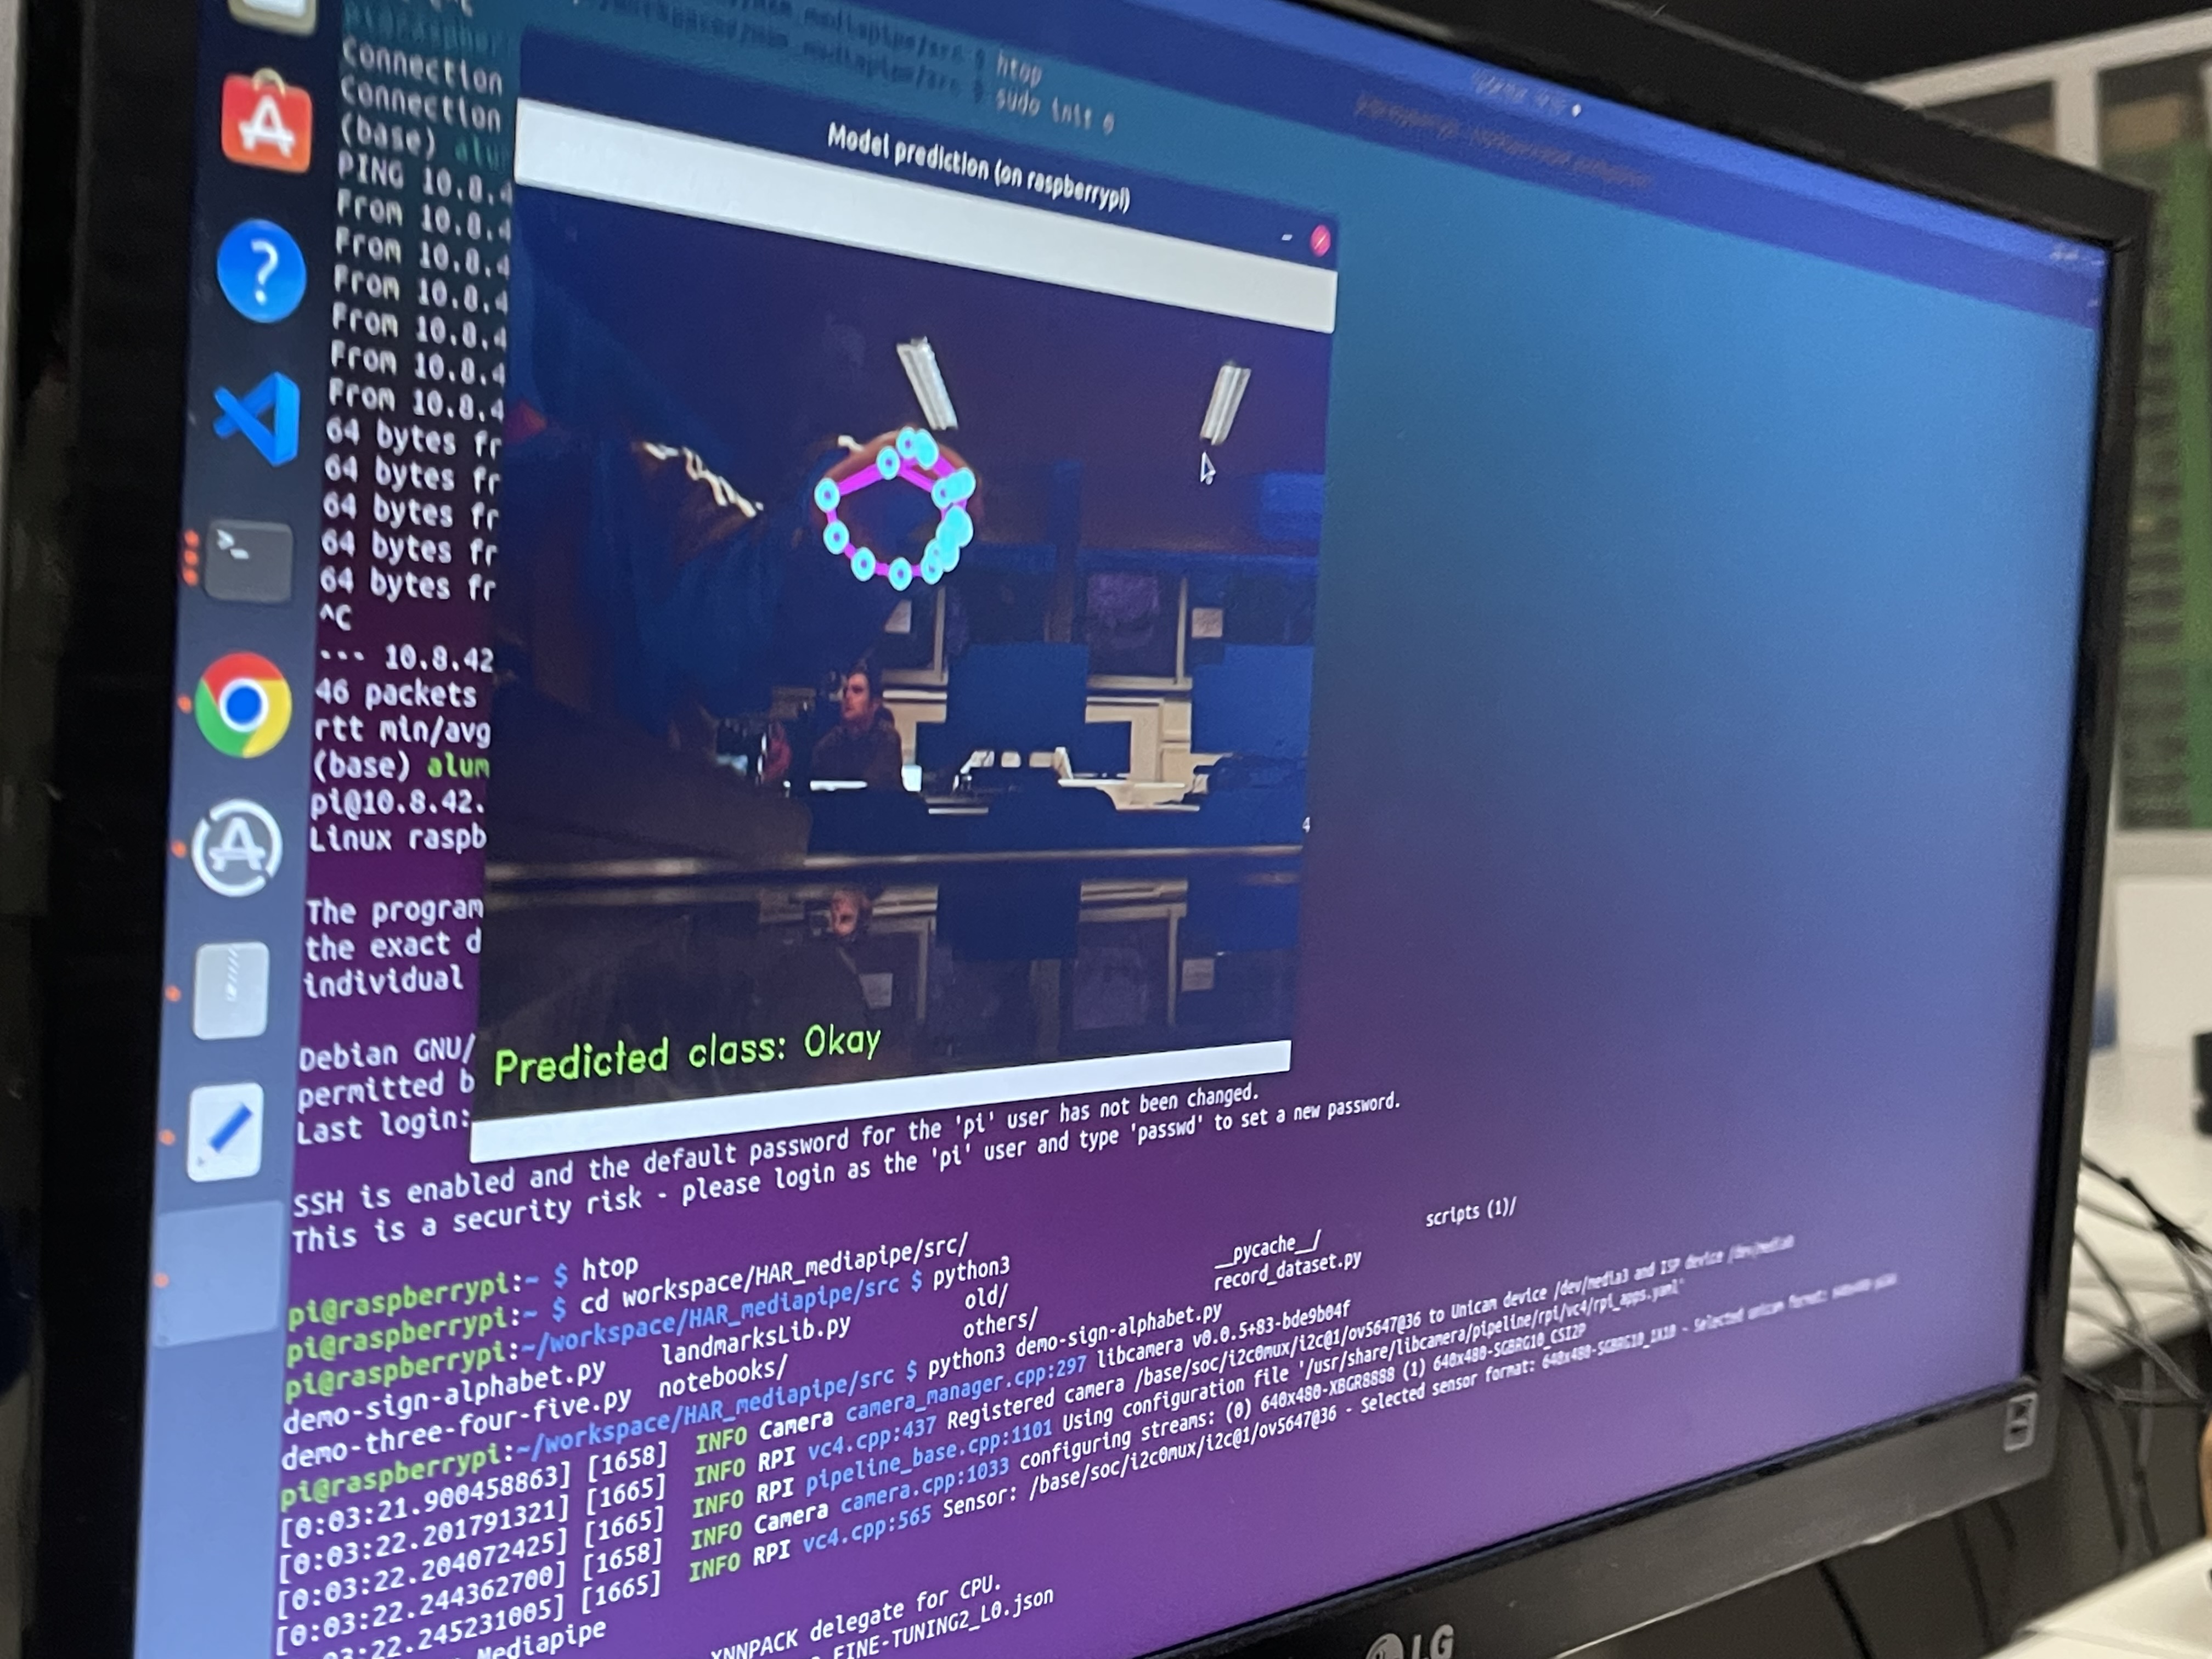 htop
sudo init 6
Connection
Connection
(base) alu
PING 10.8.4
From 10.8.4
From 10.8.4
From 10.8.4
From 10.8.4
From 10.8.4
From 10.8.4
64 bytes fr
64 bytes fr
64 bytes fr
64 bytes fr
64 bytes fr
^C
--- 10.8.42
46 packets
rtt min/avg
(base) alum
pi@10.8.42.
Linux raspb
The program
the exact d
individual
Debian GNU/
permitted b
Last login:
Model prediction (on raspberrypi)
Predicted class: Okay
SSH is enabled and the default password for the 'pi' user has not been changed.
This is a security risk - please login as the 'pi' user and type 'passwd' to set a new password.
pi@raspberrypi:~ $ htop
pi@raspberrypi:~ $ cd workspace/HAR_mediapipe/src/
pi@raspberrypi:~/workspace/HAR_mediapipe/src $ python3
demo-sign-alphabet.py landmarksLib.py old/ __pycache__/ scripts (1)/
demo-three-four-five.py notebooks/ others/ record_dataset.py
pi@raspberrypi:~/workspace/HAR_mediapipe/src $ python3 demo-sign-alphabet.py
[0:03:21.900458863] [1658] INFO Camera camera_manager.cpp:297 libcamera v0.0.5+83-bde9b04f
[0:03:22.201791321] [1665] INFO RPI vc4.cpp:437 Registered camera /base/soc/i2c0mux/i2c@1/ov5647@36 to Unicam device /dev/media3 and ISP device
[0:03:22.204072425] [1665] INFO RPI pipeline_base.cpp:1101 Using configuration file '/usr/share/libcamera/pipeline/rpi/vc4/rpi_apps.yaml'
[0:03:22.244362700] [1658] INFO Camera camera.cpp:1033 configuring streams: (0) 640x480-XBGR8888 (1) 640x480-SGBRG10_CSI2P
03:22.245231005] [1665] INFO RPI vc4.cpp:565 Sensor: /base/soc/i2c0mux/i2c@1/ov5647@36 - Selected sensor format: 640x480-SGBRG10_1X10 - Selected unicam format:
Mediapipe
XNNPACK delegate for CPU.
FINE-TUNING2_L0.json
LG